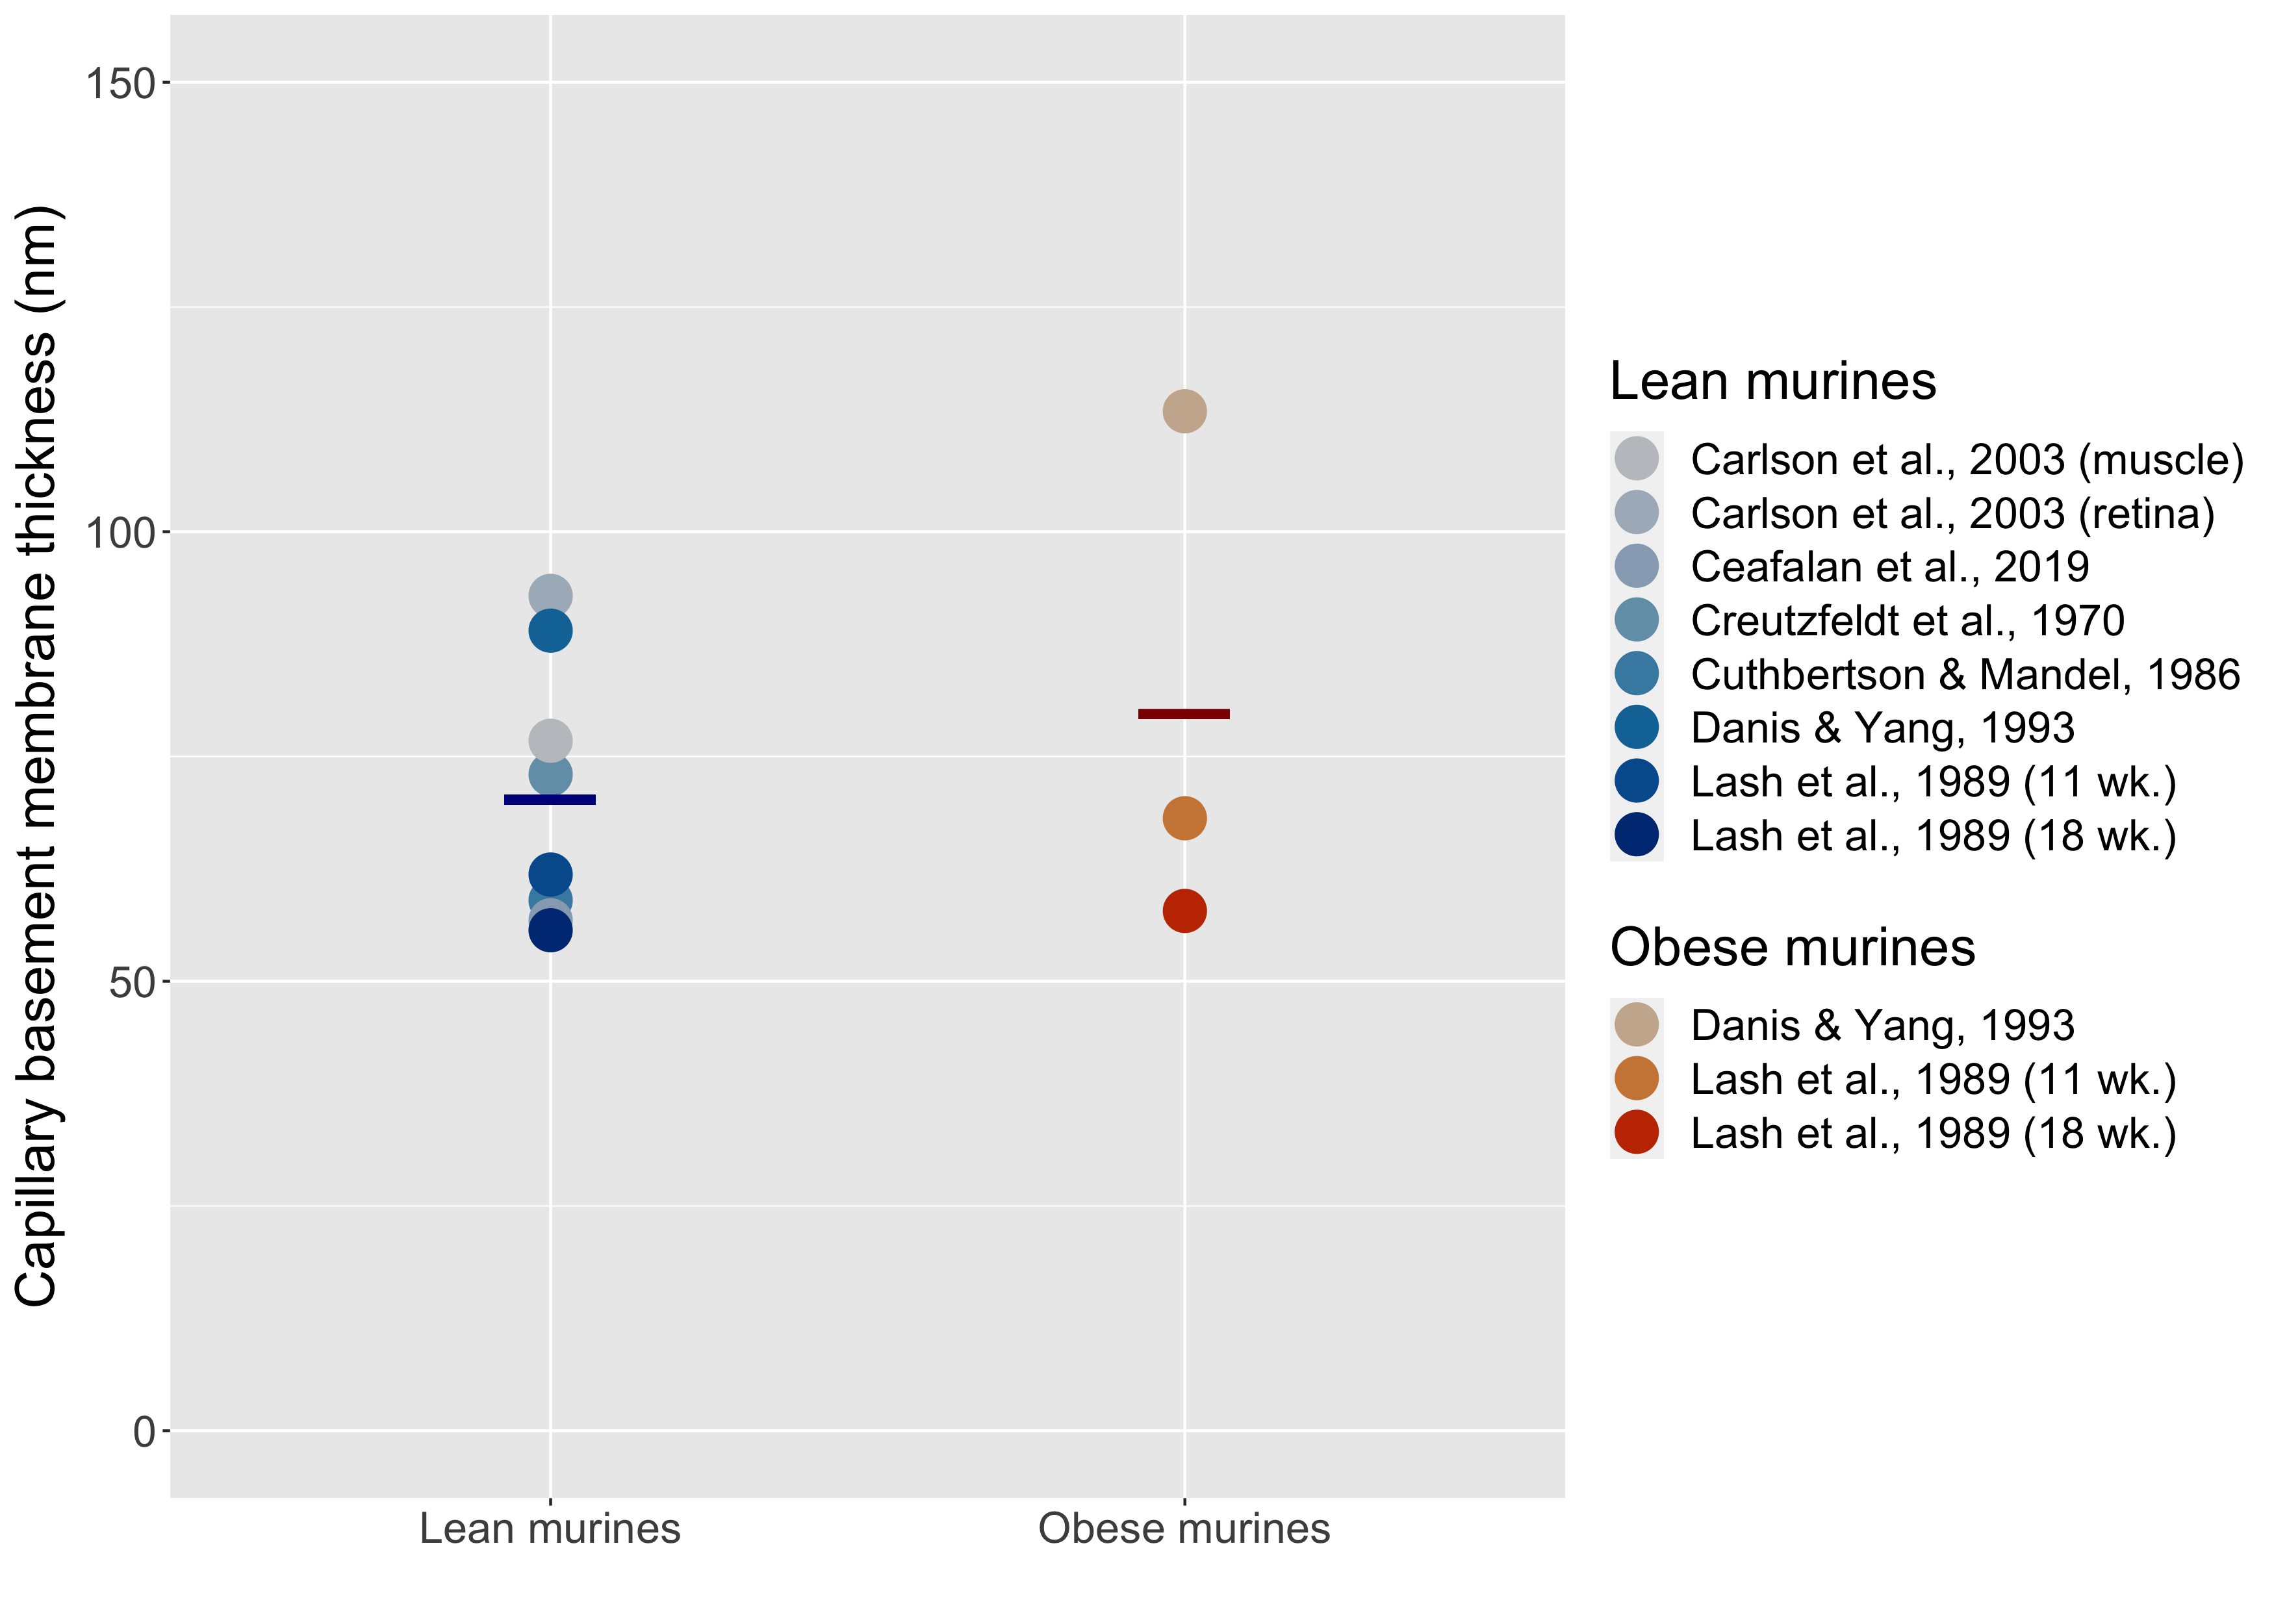 Capillary basement membrane thickness (nm)
150
100
50
0
Lean murines
Obese murines
Lean murines
Carlson et al., 2003 (muscle)
Carlson et al., 2003 (retina)
Ceafalan et al., 2019
Creutzfeldt et al., 1970
Cuthbertson & Mandel, 1986
Danis & Yang, 1993
Lash et al., 1989 (11 wk.)
Lash et al., 1989 (18 wk.)
Obese murines
Danis & Yang, 1993
Lash et al., 1989 (11 wk.)
Lash et al., 1989 (18 wk.)